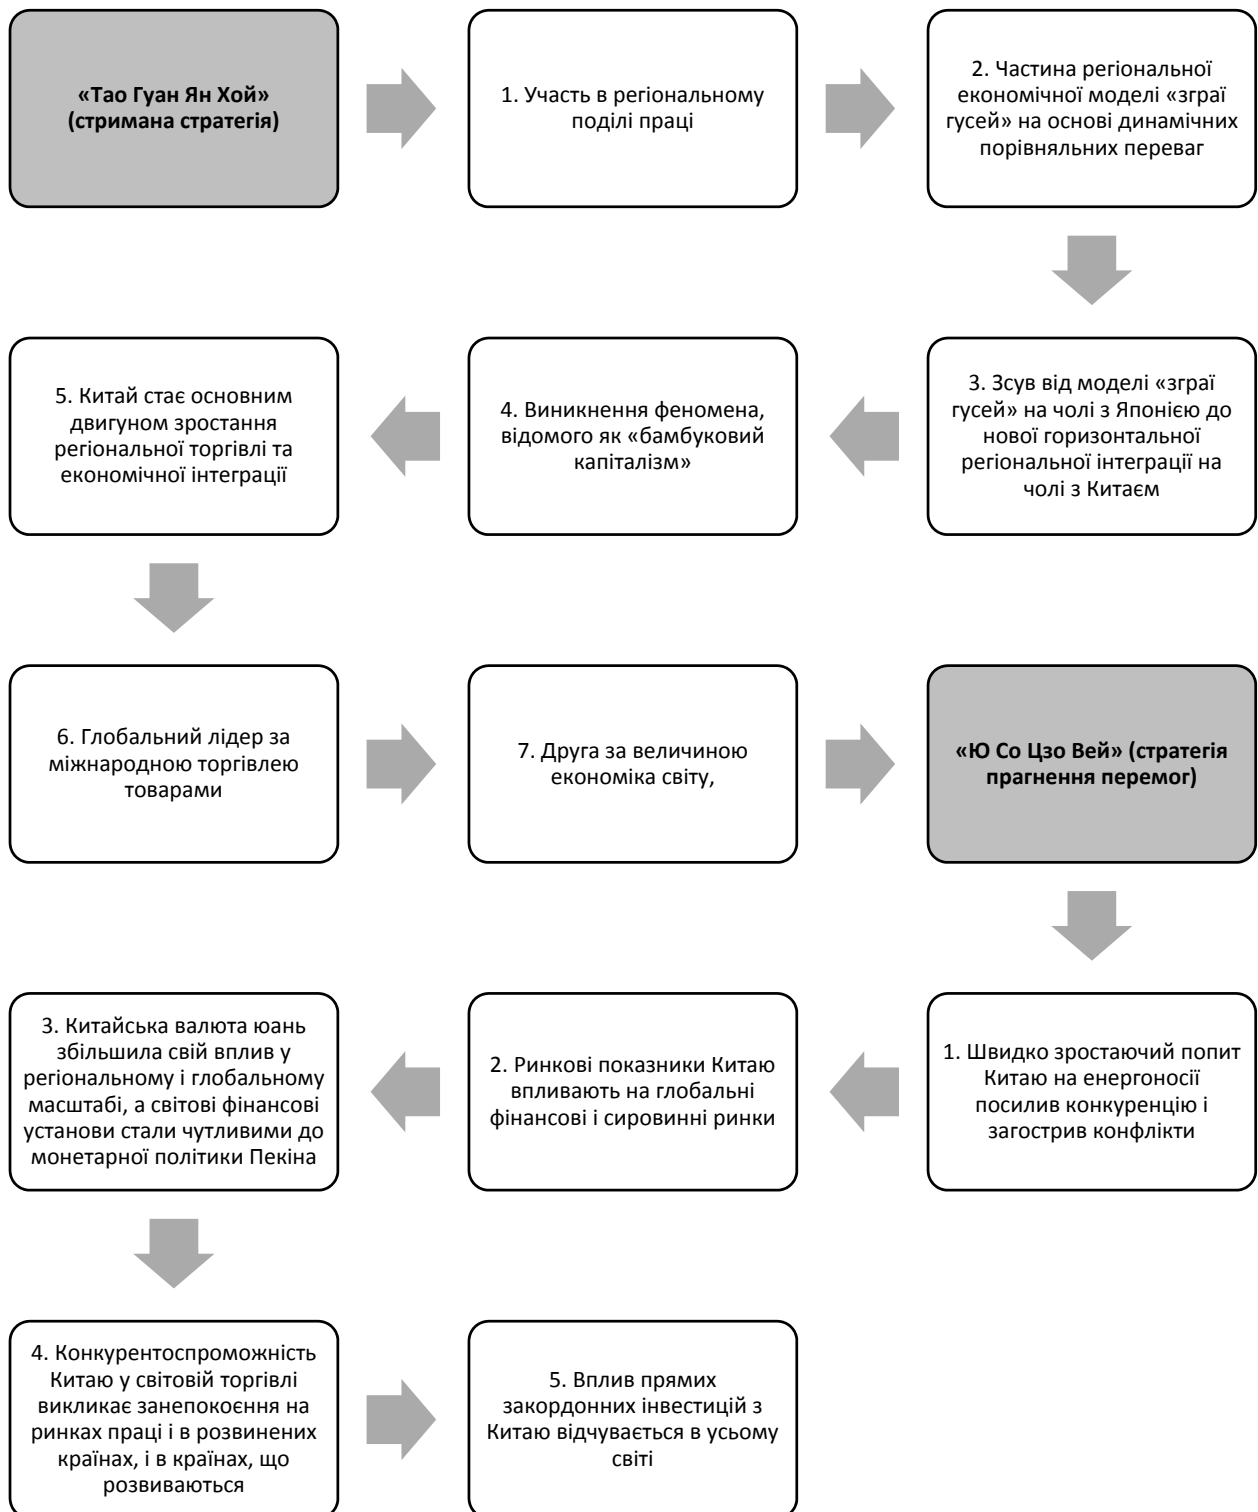 «Тао Гуан Ян Хой»
(стримана стратегія)
1. Участь в регіональному
поділі праці
2. Частина регіональної
економічної моделі «зграї
гусей» на основі динамічних
порівняльних переваг
3. Зсув від моделі «зграї
гусей» на чолі з Японією до
нової горизонтальної
регіональної інтеграції на
чолі з Китаєм
4. Виникнення феномена,
відомого як «бамбуковий
капіталізм»
5. Китай стає основним
двигуном зростання
регіональної торгівлі та
економічної інтеграції
6. Глобальний лідер за
міжнародною торгівлею
товарами
7. Друга за величиною
економіка світу,
«Ю Со Цзо Вей» (стратегія
прагнення перемог)
1. Швидко зростаючий попит
Китаю на енергоносії
посилив конкуренцію і
загострив конфлікти
2. Ринкові показники Китаю
впливають на глобальні
фінансові і сировинні ринки
3. Китайська валюта юань
збільшила свій вплив у
регіональному і глобальному
масштабі, а світові фінансові
установи стали чутливими до
монетарної політики Пекіна
4. Конкурентоспроможність
Китаю у світовій торгівлі
викликає занепокоєння на
ринках праці і в розвинених
країнах, і в країнах, що
розвиваються
5. Вплив прямих
закордонних інвестицій з
Китаю відчувається в усьому
світі